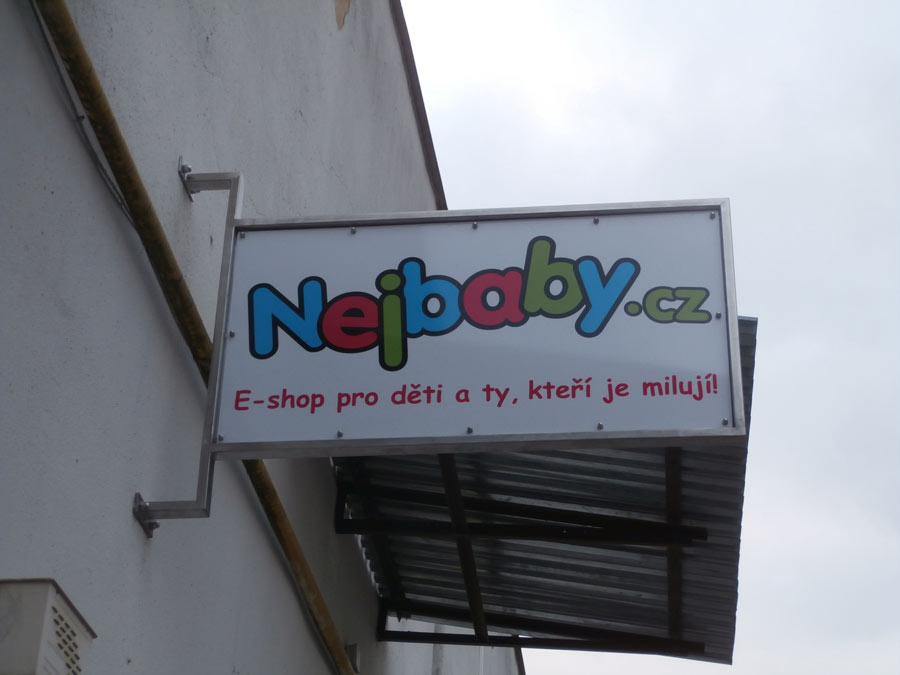 Nejbaby.cz
E-shop pro děti a ty, kteří je milují!